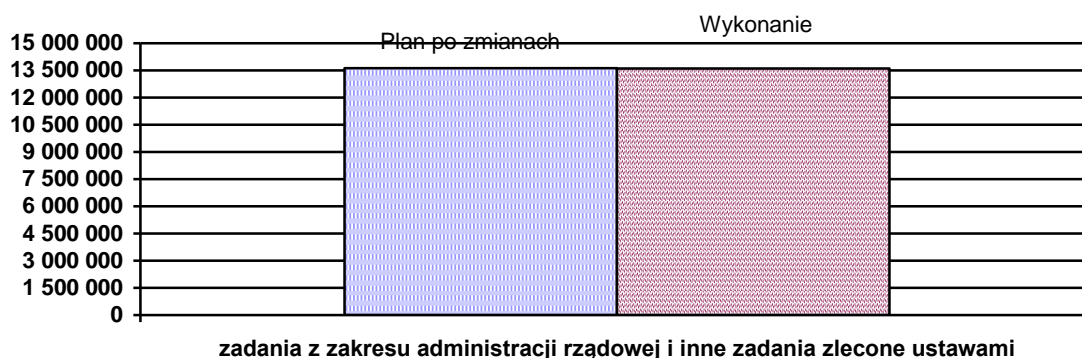 Wykonanie
Plan po zmianach
15 000 000
13 500 000
12 000 000
10 500 000
9 000 000
7 500 000
6 000 000
4 500 000
3 000 000
1 500 000
0
zadania z zakresu administracji rządowej i inne zadania zlecone ustawami